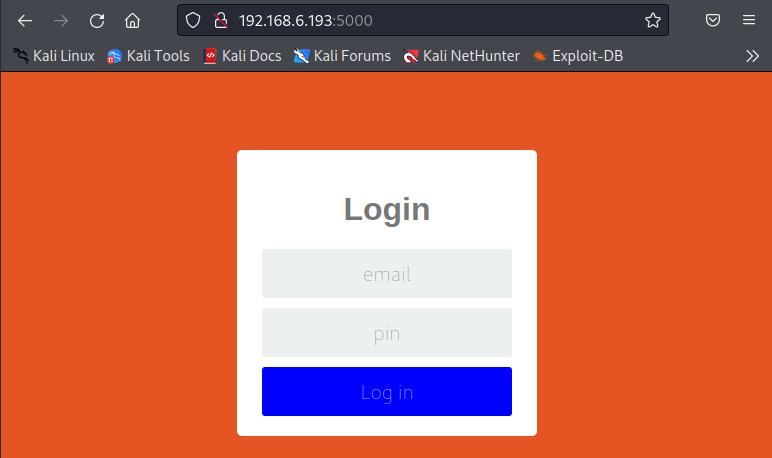 192.168.6.193:5000
Kali Linux Kali Tools Kali Docs Kali Forums Kali NetHunter Exploit-DB
Login
email
pin
Log in